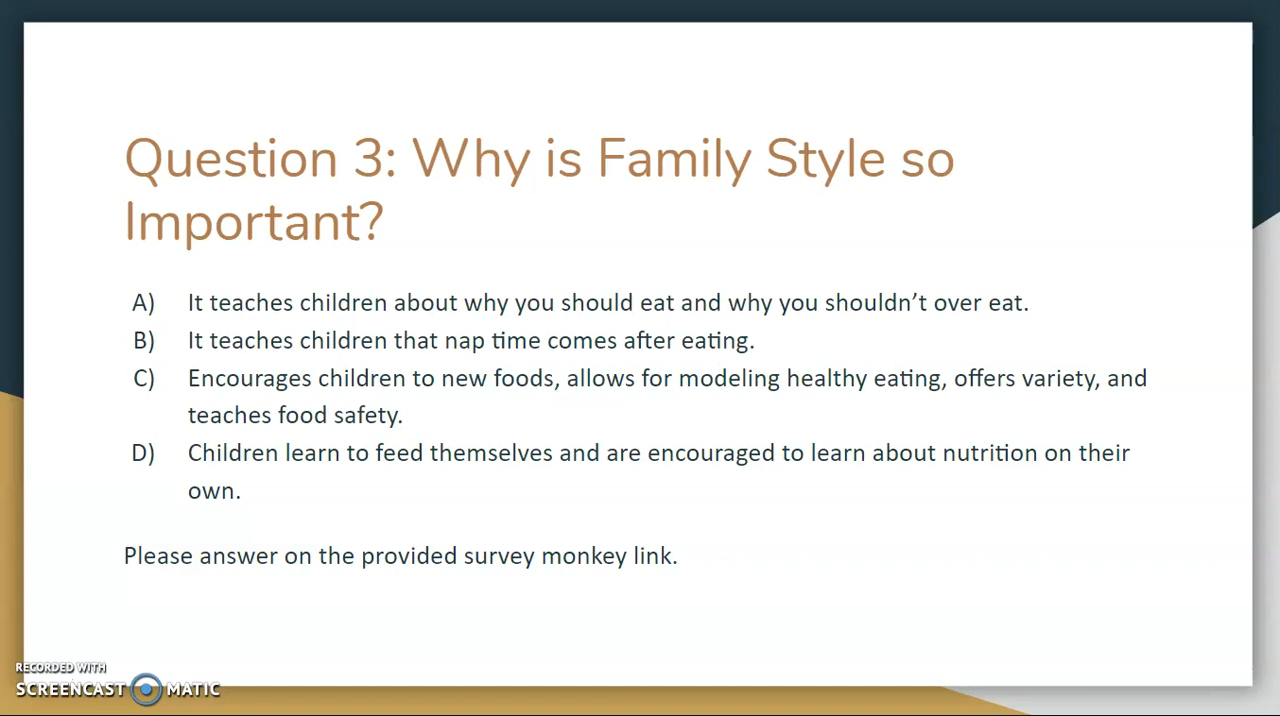 Question 3: Why is Family Style so
Important?
A) It teaches children about why you should eat and why you shouldn’t over eat.
B) It teaches children that nap time comes after eating.
C) Encourages children to new foods, allows for modeling healthy eating, offers variety, and
teaches food safety.
D) Children learn to feed themselves and are encouraged to learn about nutrition on their
own.
Please answer on the provided survey monkey link.
RECORDED WITH
SCREENCAST MATIC